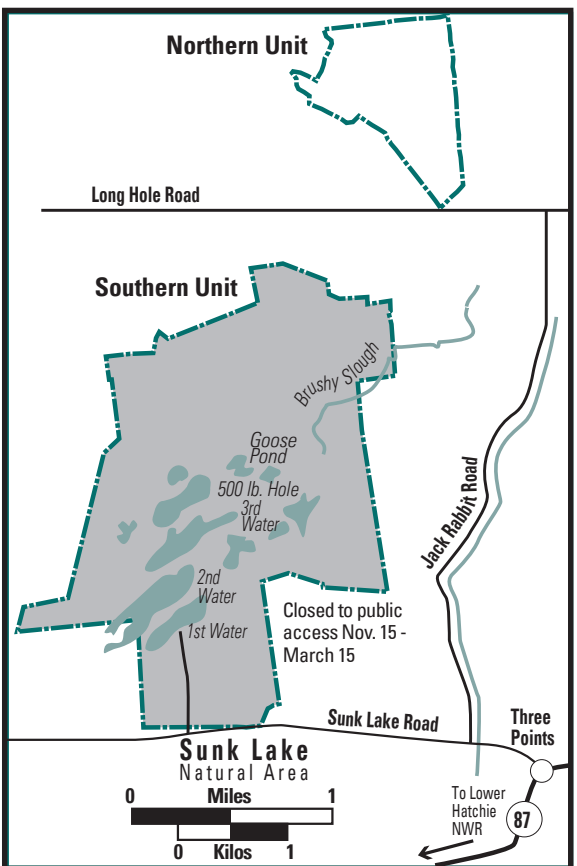 Northern Unit
Long Hole Road
Southern Unit
Brushy Slough
Goose
Pond
500 lb. Hole
3rd
Water
Jack Rabbit Road
2nd
Water
Closed to public
access Nov. 15 -
March 15
1st Water
Sunk Lake Road
Three
Points
Sunk Lake
Natural Area
0 Miles 1
0 Kilos 1
To Lower
Hatchie
NWR
87